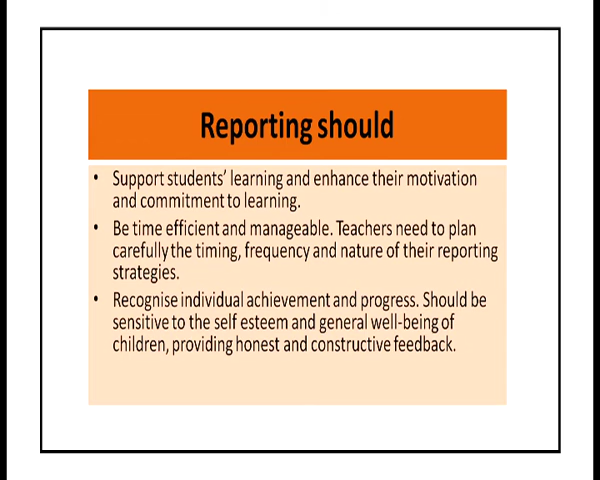 Reporting should
• Support students' learning and enhance their motivation
and commitment to learning.
• Be time efficient and manageable. Teachers need to plan
carefully the timing, frequency and nature of their reporting
strategies.
• Recognise individual achievement and progress. Should be
sensitive to the self esteem and general well-being of
children, providing honest and constructive feedback.